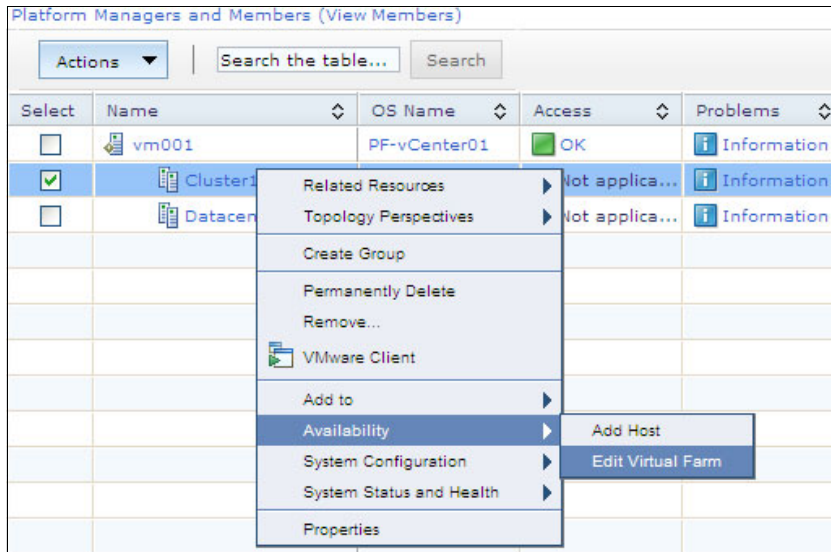 Platform Managers and Members (View Members)
Actions Search the table... Search
Select Name OS Name Access Problems
vm001 PF-vCenter01 OK Information
Cluster1 Not applica... Information
Datacen Not applica... Information
Related Resources
Topology Perspectives
Create Group
Permanently Delete
Remove...
VMware Client
Add to
Availability Add Host
System Configuration Edit Virtual Farm
System Status and Health
Properties